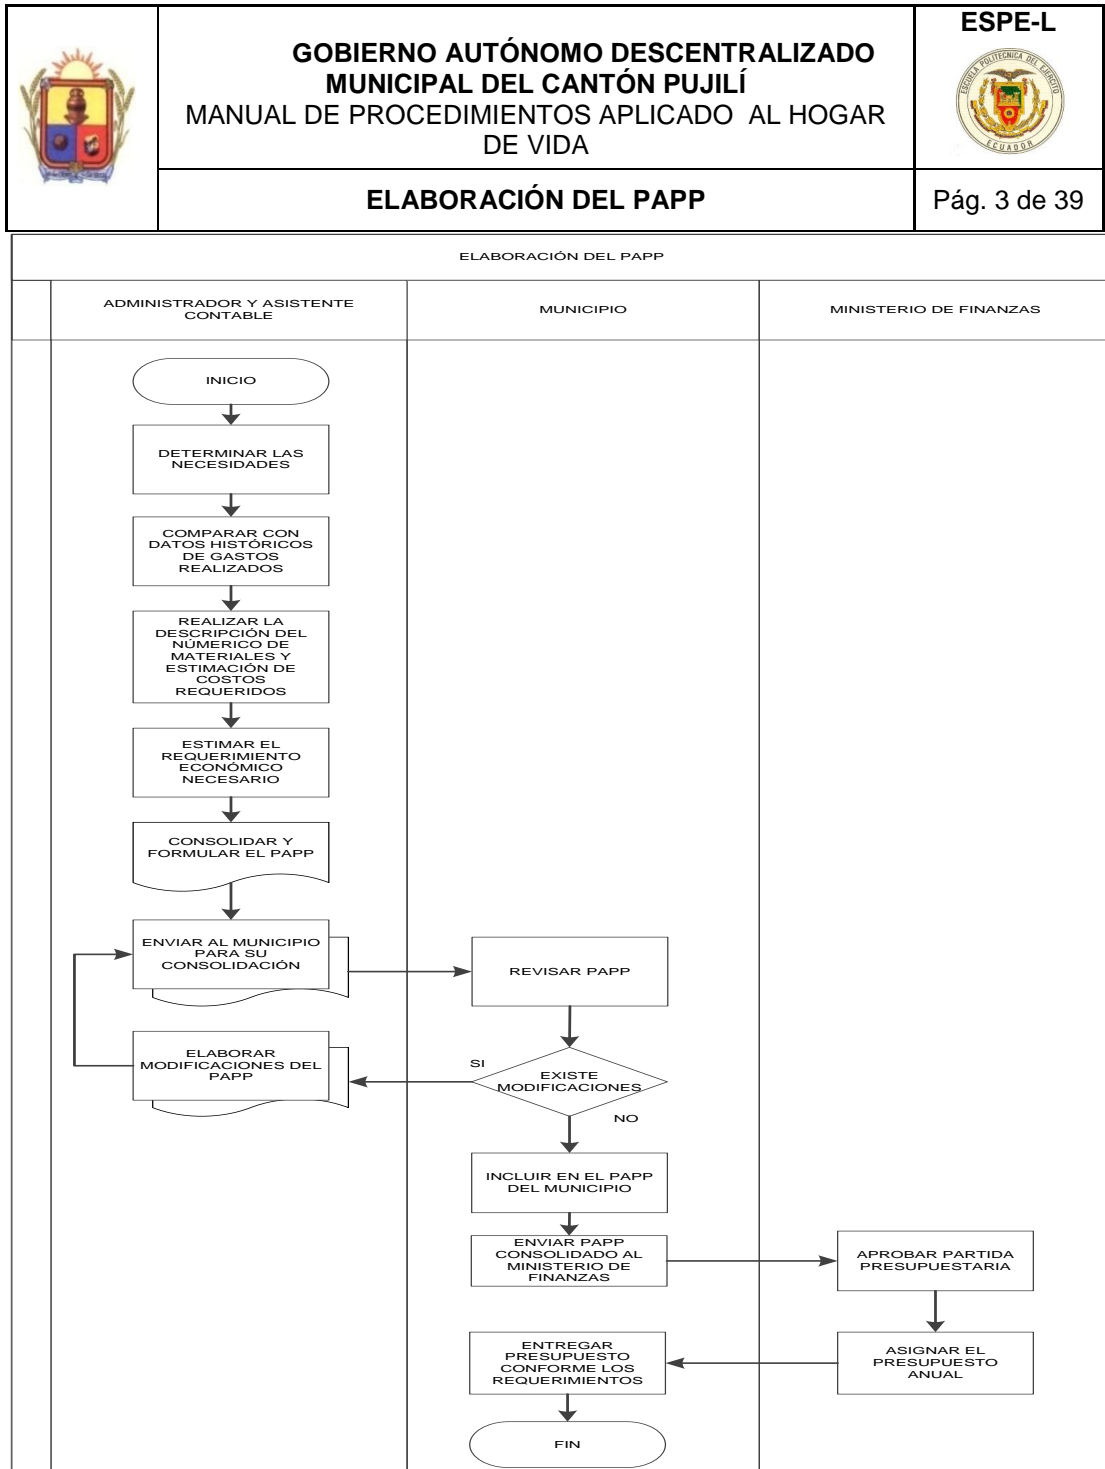 GOBIERNO AUTÓNOMO DESCENTRALIZADO
MUNICIPAL DEL CANTÓN PUJILÍ
MANUAL DE PROCEDIMIENTOS APLICADO AL HOGAR
DE VIDA
ESPE-L
ESCUELA POLITECNICA DEL EJERCITO
ECUADOR
ELABORACIÓN DEL PAPP
Pág. 3 de 39
ELABORACIÓN DEL PAPP
ADMINISTRADOR Y ASISTENTE
CONTABLE
MUNICIPIO
MINISTERIO DE FINANZAS
INICIO
DETERMINAR LAS
NECESIDADES
COMPARAR CON
DATOS HISTÓRICOS
DE GASTOS
REALIZADOS
REALIZAR LA
DESCRIPCIÓN DEL
NÚMERICO DE
MATERIALES Y
ESTIMACIÓN DE
COSTOS
REQUERIDOS
ESTIMAR EL
REQUERIMIENTO
ECONÓMICO
NECESARIO
CONSOLIDAR Y
FORMULAR EL PAPP
ENVIAR AL MUNICIPIO
PARA SU
CONSOLIDACIÓN
REVISAR PAPP
ELABORAR
MODIFICACIONES DEL
PAPP
SI
EXISTE
MODIFICACIONES
NO
INCLUIR EN EL PAPP
DEL MUNICIPIO
ENVIAR PAPP
CONSOLIDADO AL
MINISTERIO DE
FINANZAS
APROBAR PARTIDA
PRESUPUESTARIA
ASIGNAR EL
PRESUPUESTO
ANUAL
ENTREGAR
PRESUPUESTO
CONFORME LOS
REQUERIMIENTOS
FIN